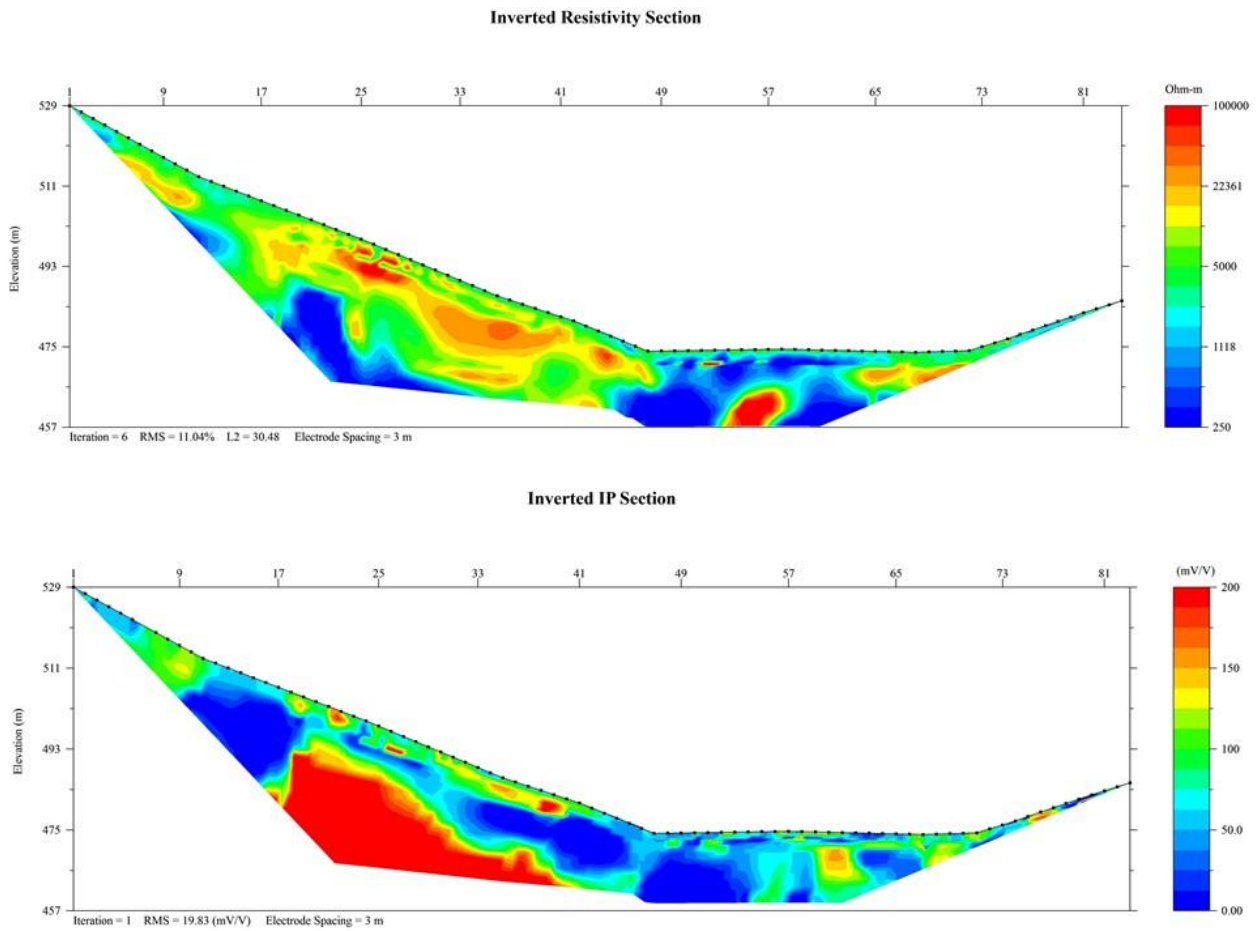 Inverted Resistivity Section
1 9 17 25 33 41 49 57 65 73 81
Ohm-m
529 100000
511 22361
493 5000
475 1118
457 250
Elevation (m)
Iteration = 6 RMS = 11.04% L2 = 30.48 Electrode Spacing = 3 m
Inverted IP Section
1 9 17 25 33 41 49 57 65 73 81
(mV/V)
529 200
511 150
493 100
475 50.0
457 0.00
Elevation (m)
Iteration = 1 RMS = 19.83 (mV/V) Electrode Spacing = 3 m